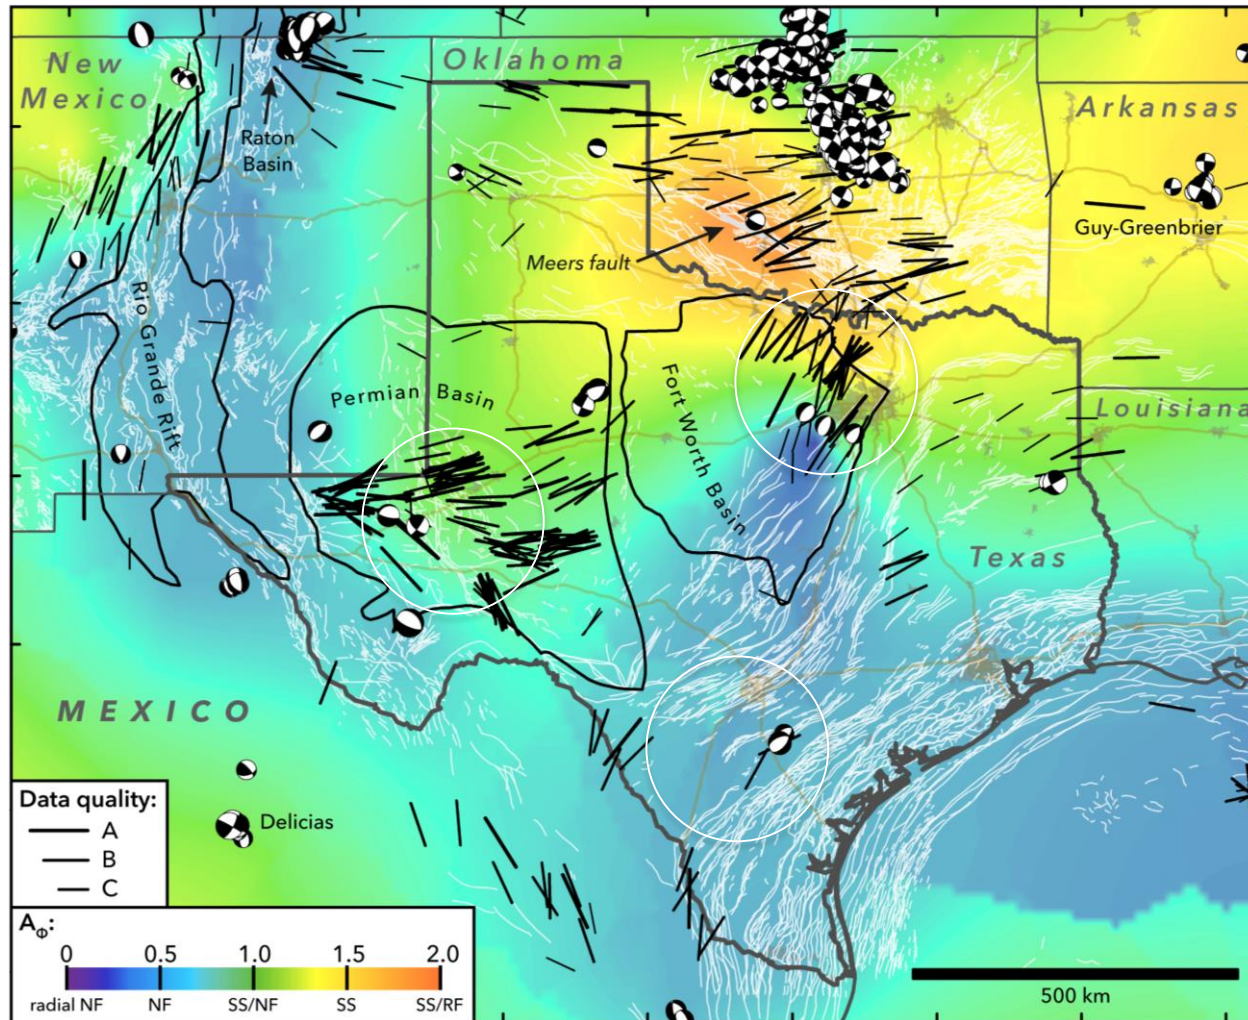 New
Mexico
Oklahoma
Arkansas
Raton
Basin
Guy-Greenbrier
Meers fault
Rio Grande Rift
Permian Basin
Fort Worth Basin
Louisiana
Texas
MEXICO
Delicias
Data quality:
A
B
C
AΦ:
0 0.5 1.0 1.5 2.0
radial NF NF SS/NF SS SS/RF
500 km